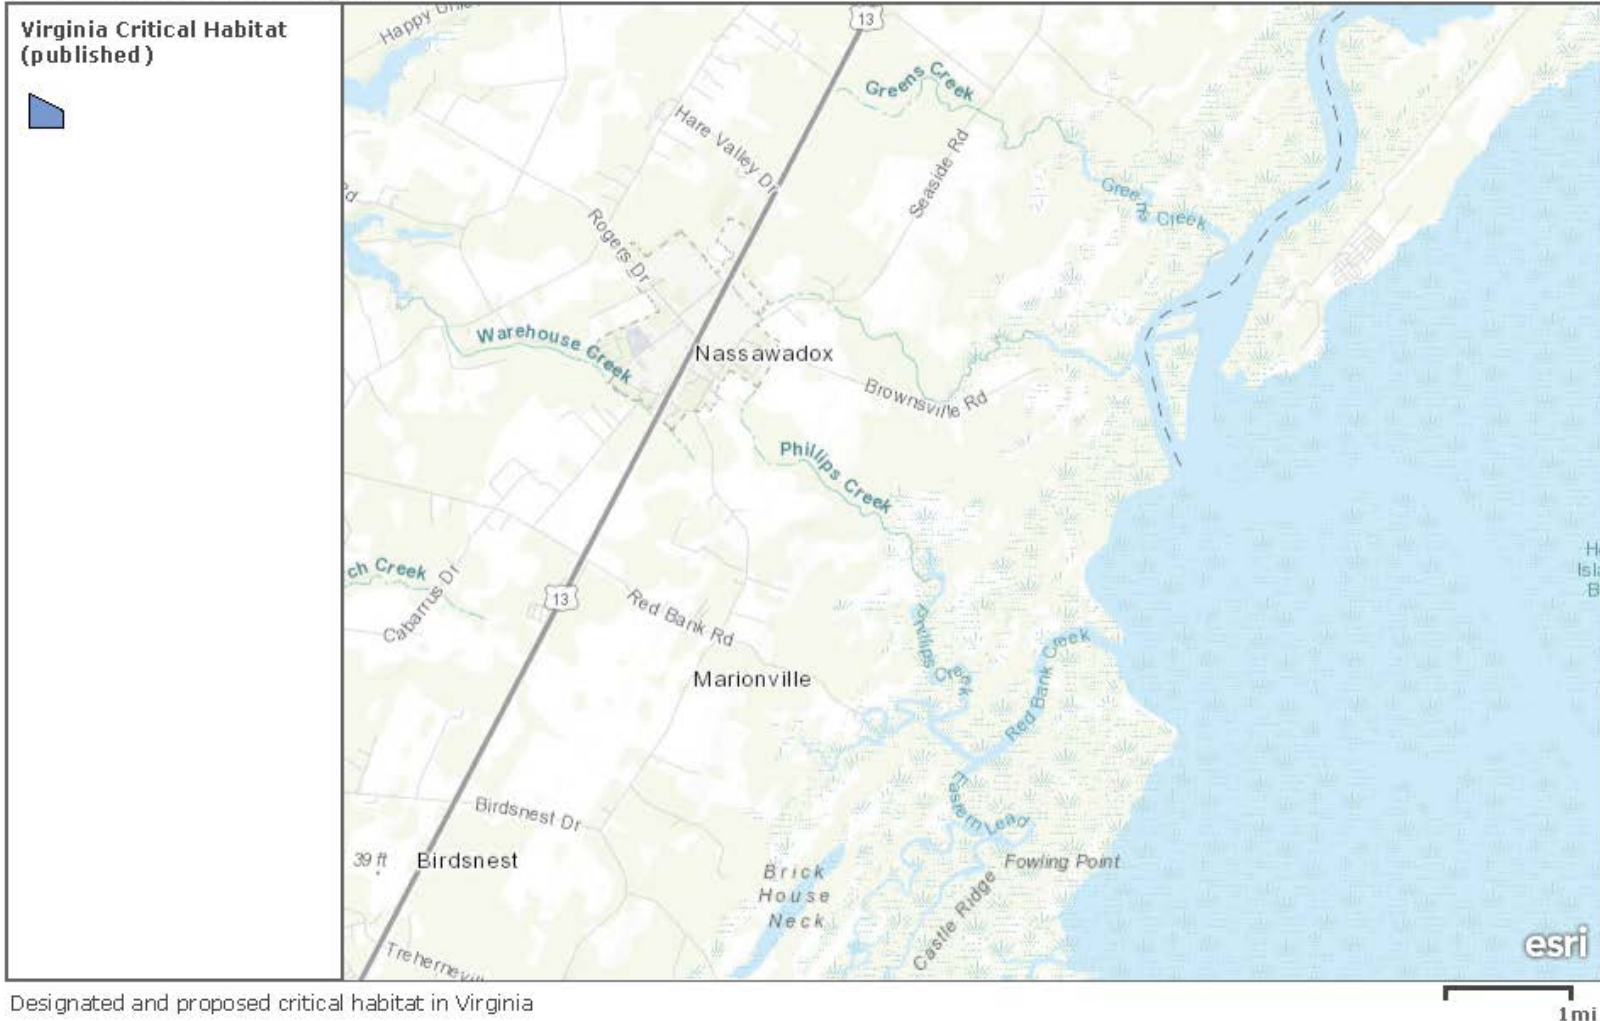 Virginia Critical Habitat
(published)
Happy
13
Greens Creek
Hare Valley Dr
Seaside Rd
Rd
Greens Creek
Rogers Dr
Warehouse Creek
Nassawadox
Brownsville Rd
Phillips Creek
ch Creek
Cabarrus Dr
13
Red Bank Rd
Phillips Creek
Red Bank Creek
Marionville
Eastern Lead
Birdsnest Dr
39 ft
Birdsnest
Brick
House
Neck
Fowling Point
Castle Ridge
esri
Designated and proposed critical habitat in Virginia
1mi